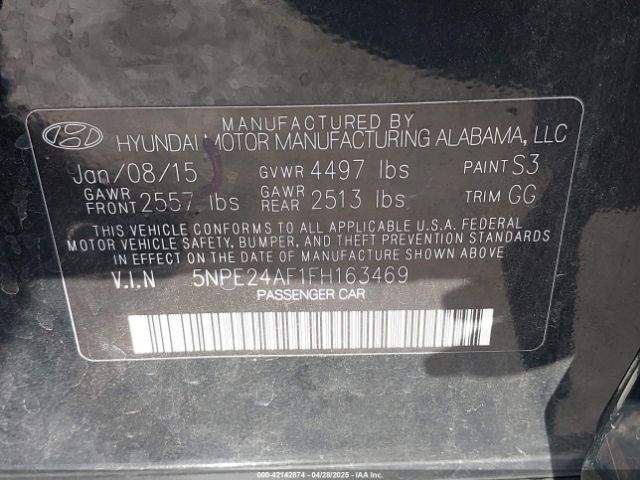 MANUFACTURED BY
HYUNDAI MOTOR MANUFACTURING ALABAMA, LLC
Jan/08/15 GVWR 4497 lbs PAINT S3
GAWR FRONT 2557 lbs GAWR REAR 2513 lbs TRIM GG
THIS VEHICLE CONFORMS TO ALL APPLICABLE U.S.A. FEDERAL
MOTOR VEHICLE SAFETY, BUMPER, AND THEFT PREVENTION STANDARDS
IN EFFECT ON THE DATE OF MANUFACTURE SHOWN ABOVE
V.I.N 5NPE24AF1FH163469
PASSENGER CAR
000-42142874 | 04/28/2025 - IAA Inc.